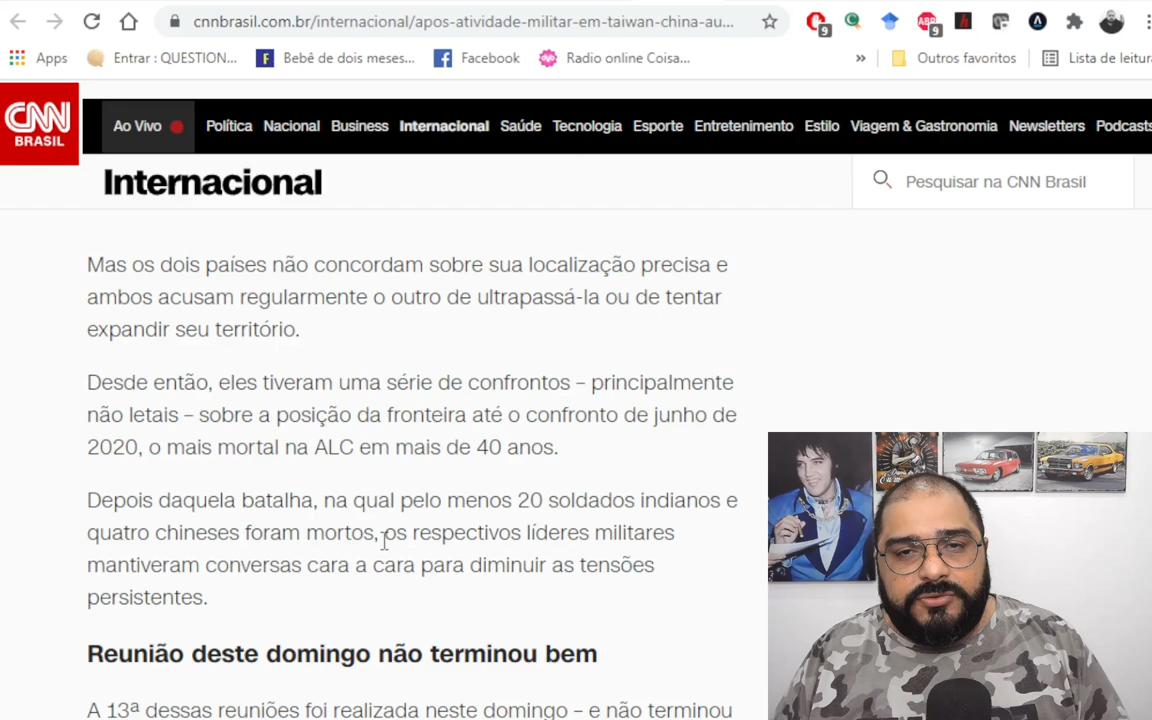 cnnbrasil.com.br/internacional/apos-atividade-militar-em-taiwan-china-au...
9
ABP
9
h
Apps
Entrar : QUESTION...
F
Bebê de dois meses...
Facebook
Radio online Coisa...
»
Outros favoritos
Lista de leitura
CNN
BRASIL
Ao Vivo
Política
Nacional
Business
Internacional
Saúde
Tecnologia
Esporte
Entretenimento
Estilo
Viagem & Gastronomia
Newsletters
Podcasts
Internacional
Pesquisar na CNN Brasil
Mas os dois países não concordam sobre sua localização precisa e
ambos acusam regularmente o outro de ultrapassá-la ou de tentar
expandir seu território.
Desde então, eles tiveram uma série de confrontos – principalmente
não letais – sobre a posição da fronteira até o confronto de junho de
2020, o mais mortal na ALC em mais de 40 anos.
Depois daquela batalha, na qual pelo menos 20 soldados indianos e
quatro chineses foram mortos, os respectivos líderes militares
mantiveram conversas cara a cara para diminuir as tensões
persistentes.
Reunião deste domingo não terminou bem
A 13ª dessas reuniões foi realizada neste domingo – e não terminou